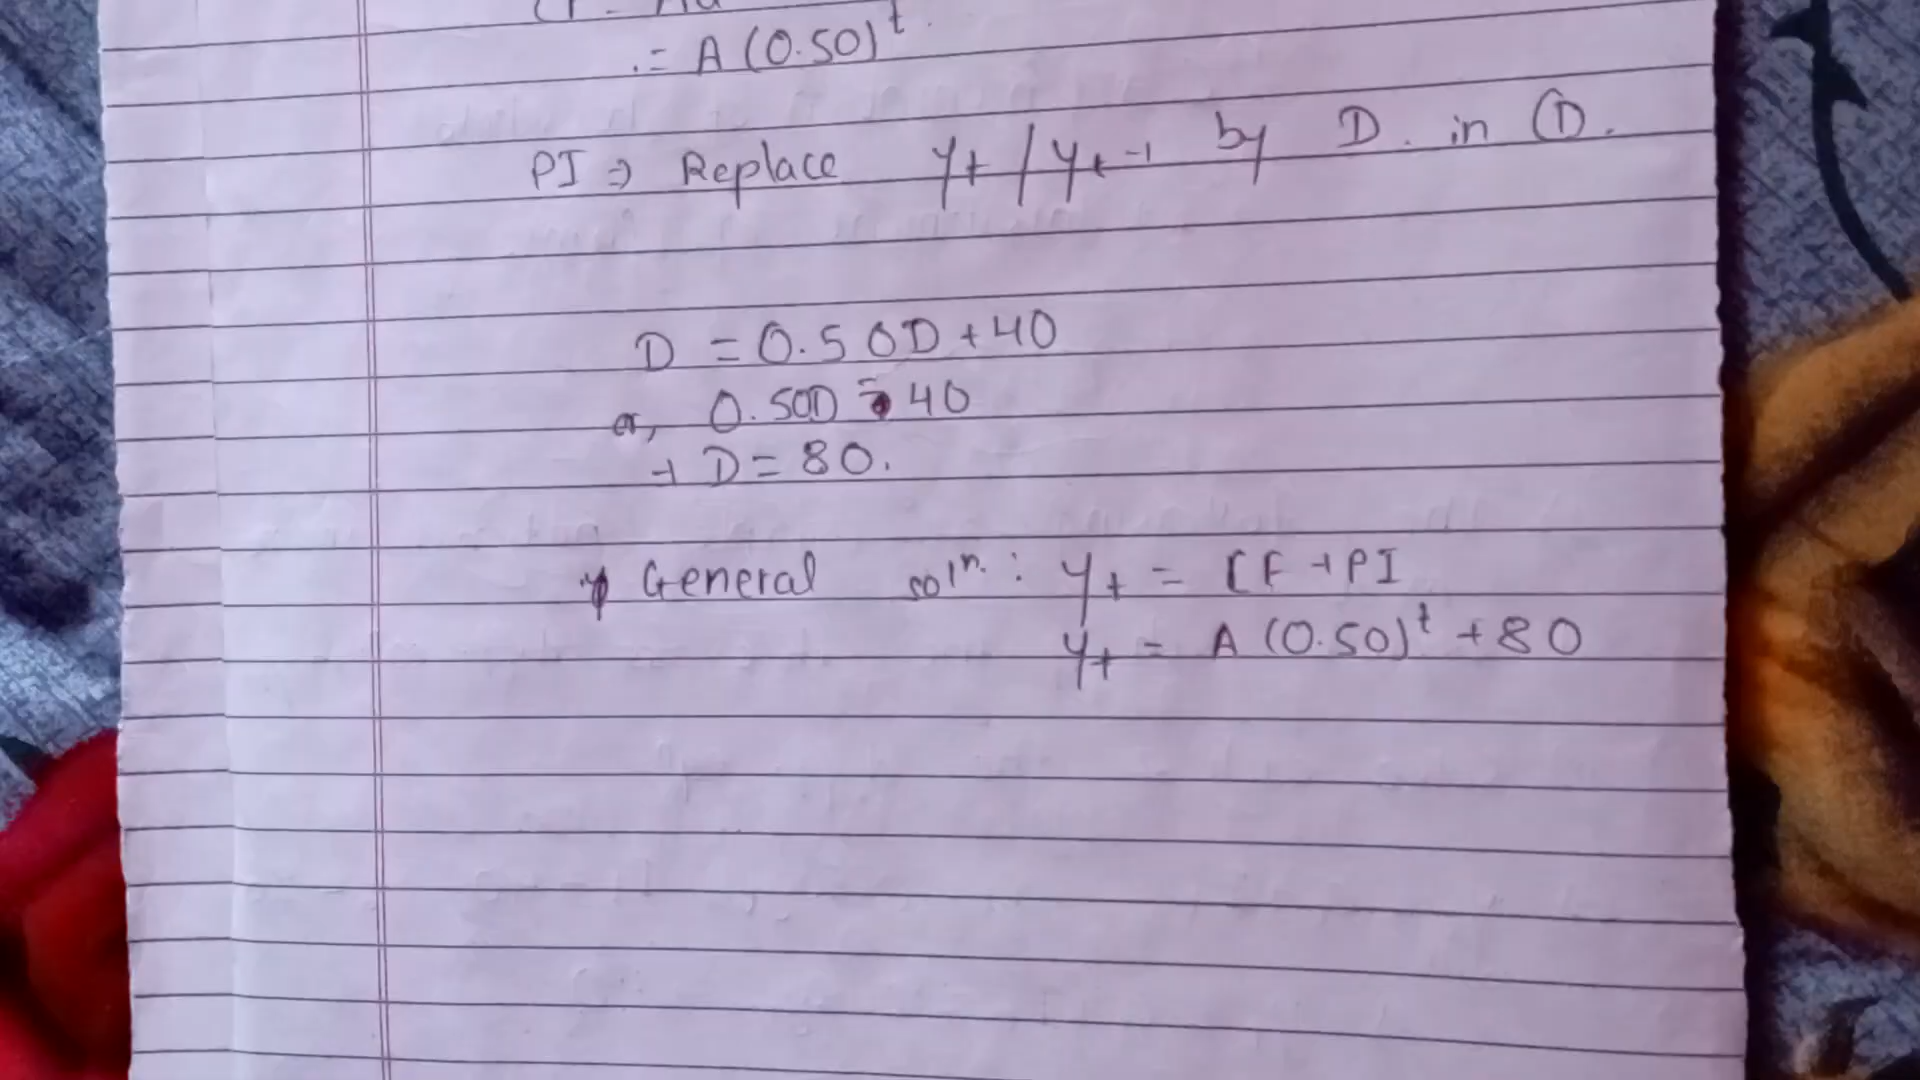 = A (0.50)^t
PI ⇒ Replace y_t / y_t-1 by D. in ①.
D = 0.50D + 40
or, 0.50D = 40
→ D = 80.
General solⁿ. : y_t = CF + PI
y_t = A (0.50)^t + 80